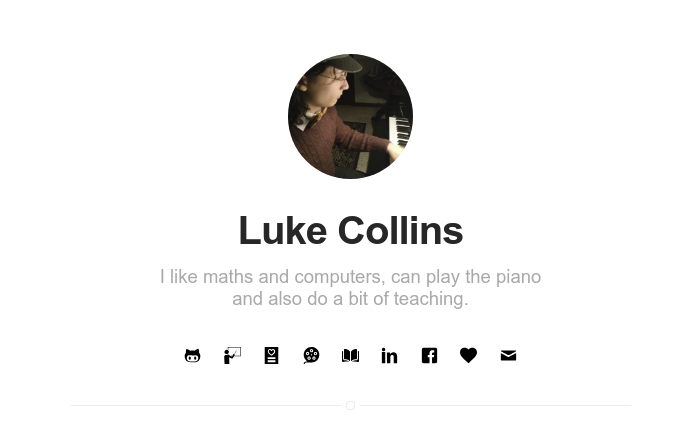 Luke Collins
I like maths and computers, can play the piano
and also do a bit of teaching.